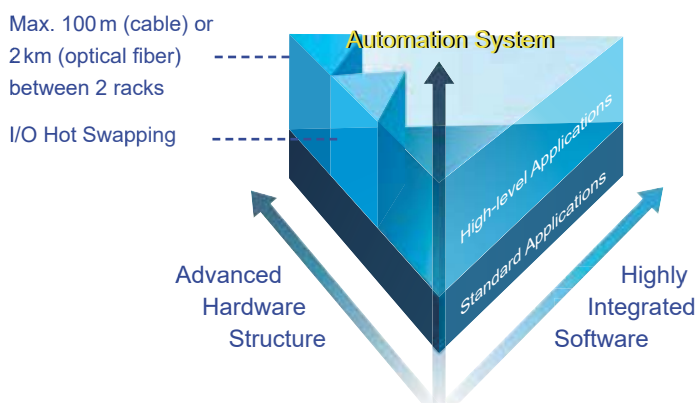 Max. 100 m (cable) or
2 km (optical fiber)
between 2 racks
I/O Hot Swapping
Automation System
High-level Applications
Standard Applications
Advanced
Hardware
Structure
Highly
Integrated
Software